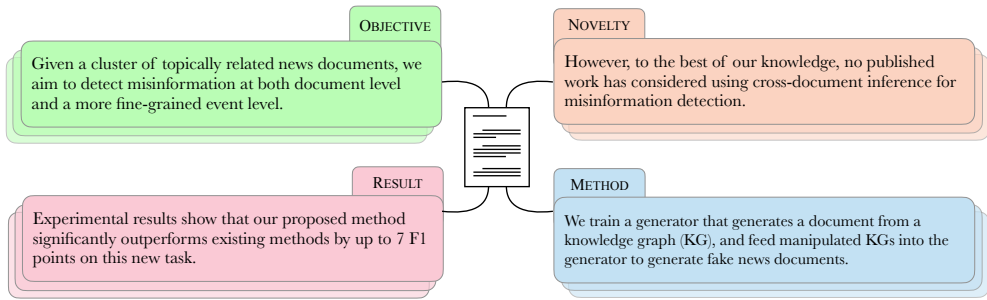 OBJECTIVE
Given a cluster of topically related news documents, we
aim to detect misinformation at both document level
and a more fine-grained event level.
NOVELTY
However, to the best of our knowledge, no published
work has considered using cross-document inference for
misinformation detection.
RESULT
Experimental results show that our proposed method
significantly outperforms existing methods by up to 7 F1
points on this new task.
METHOD
We train a generator that generates a document from a
knowledge graph (KG), and feed manipulated KGs into the
generator to generate fake news documents.